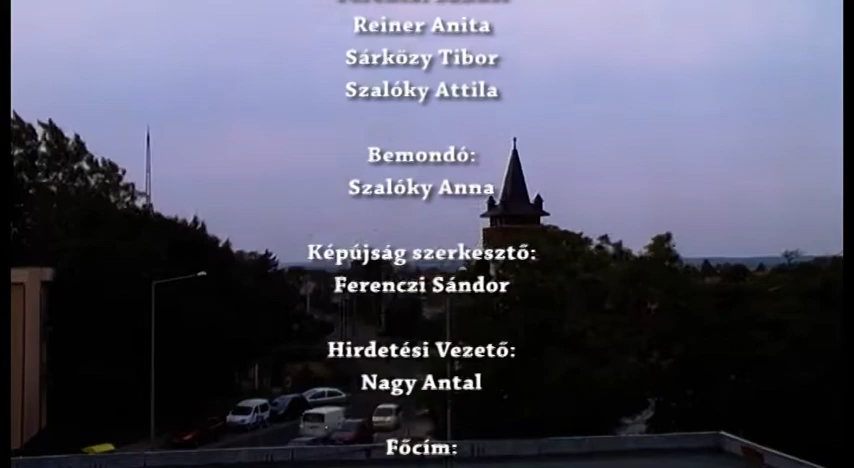 Reiner Anita
Sárközy Tibor
Szalóky Attila
Bemondó:
Szalóky Anna
Képújság szerkesztő:
Ferenczi Sándor
Hirdetési Vezető:
Nagy Antal
Főcím: